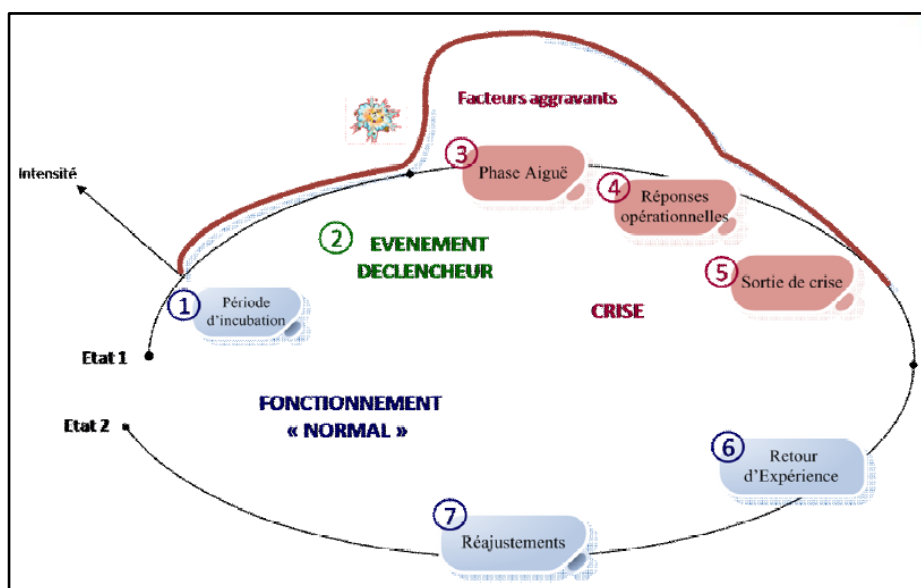 Facteurs aggravants
Intensité
3
Phase Aiguë
4
Réponses
opérationnelles
2
EVENEMENT
DECLENCHEUR
5
Sortie de crise
1
Période
d'incubation
CRISE
Etat 1
FONCTIONNEMENT
« NORMAL »
Etat 2
6
Retour
d'Expérience
7
Réajustements